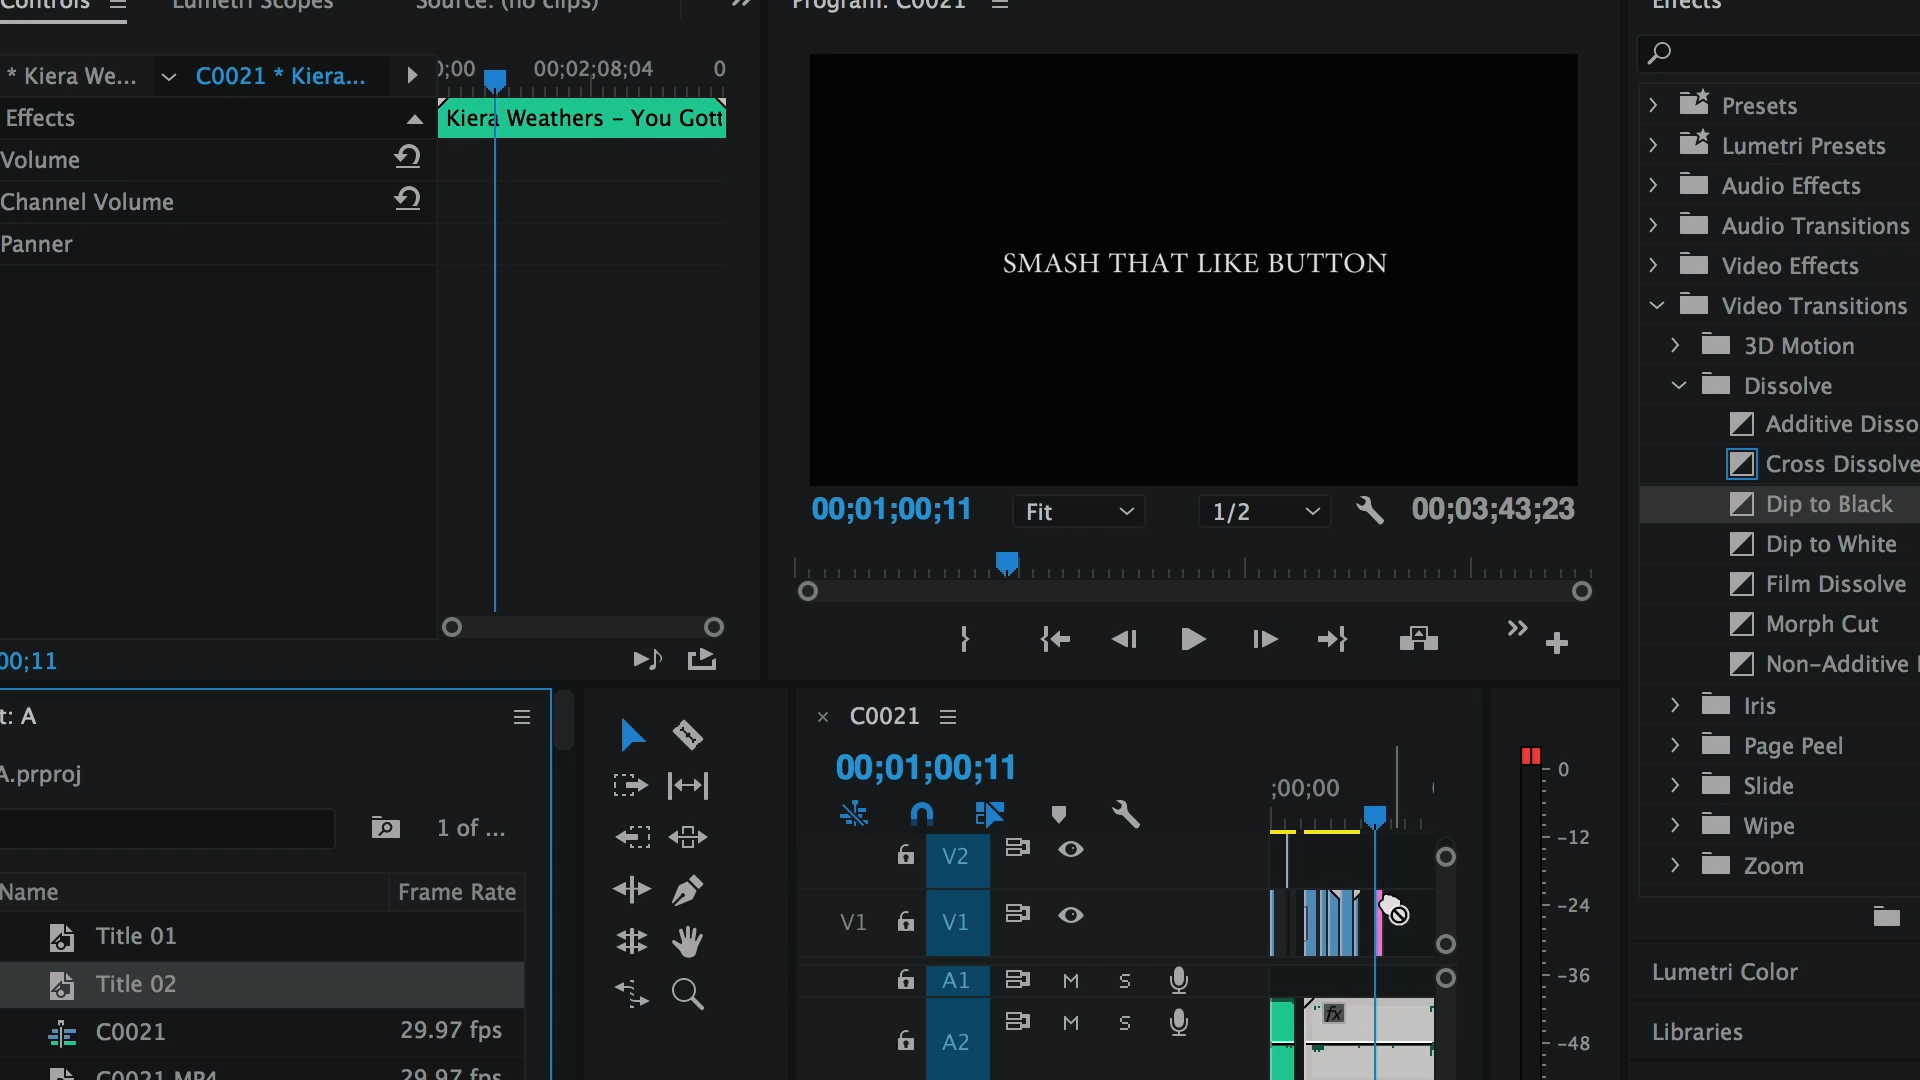 Controls
Lumetri Scopes
Source: (no clips)
Program: C0021
Effects
* Kiera We...
C0021 * Kiera...
00;02;08;04
Effects
Kiera Weathers – You Gott
Volume
Channel Volume
Panner
00;11
SMASH THAT LIKE BUTTON
00;01;00;11
Fit
1/2
00;03;43;23
Presets
Lumetri Presets
Audio Effects
Audio Transitions
Video Effects
Video Transitions
3D Motion
Dissolve
Additive Disso
Cross Dissolve
Dip to Black
Dip to White
Film Dissolve
Morph Cut
Non-Additive
Iris
Page Peel
Slide
Wipe
Zoom
Lumetri Color
Libraries
t: A
A.prproj
1 of ...
Name
Frame Rate
Title 01
Title 02
C0021
29.97 fps
C0021.MP4
29.97 fps
C0021
00;01;00;11
;00;00
V2
V1
V1
A1
M
S
A2
M
S
fx
0
-12
-24
-36
-48